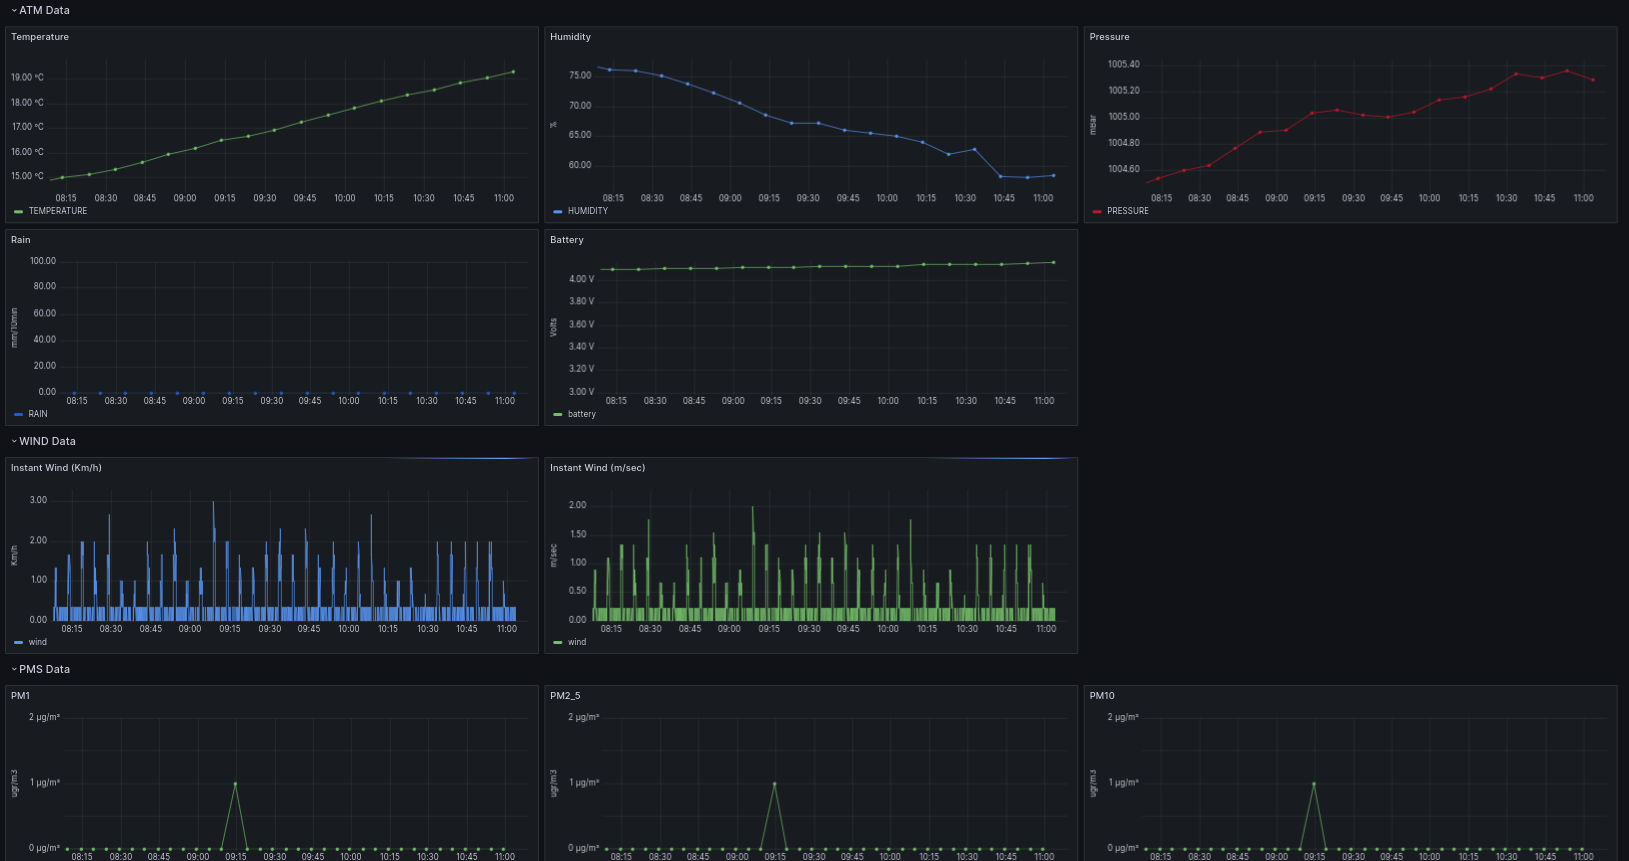 ATM Data
Temperature
19.00 °C
18.00 °C
17.00 °C
16.00 °C
15.00 °C
08:15 08:30 08:45 09:00 09:15 09:30 09:45 10:00 10:15 10:30 10:45 11:00
TEMPERATURE
Humidity
75.00
70.00
65.00
60.00
%
08:15 08:30 08:45 09:00 09:15 09:30 09:45 10:00 10:15 10:30 10:45 11:00
HUMIDITY
Pressure
1005.40
1005.20
1005.00
1004.80
1004.60
mBar
08:15 08:30 08:45 09:00 09:15 09:30 09:45 10:00 10:15 10:30 10:45 11:00
PRESSURE
Rain
100.00
80.00
60.00
40.00
20.00
0.00
mm/10min
08:15 08:30 08:45 09:00 09:15 09:30 09:45 10:00 10:15 10:30 10:45 11:00
RAIN
Battery
4.00 V
3.80 V
3.60 V
3.40 V
3.20 V
3.00 V
Volts
08:15 08:30 08:45 09:00 09:15 09:30 09:45 10:00 10:15 10:30 10:45 11:00
battery
WIND Data
Instant Wind (Km/h)
3.00
2.00
1.00
0.00
Km/h
08:15 08:30 08:45 09:00 09:15 09:30 09:45 10:00 10:15 10:30 10:45 11:00
wind
Instant Wind (m/sec)
2.00
1.50
1.00
0.50
0.00
m/sec
08:15 08:30 08:45 09:00 09:15 09:30 09:45 10:00 10:15 10:30 10:45 11:00
wind
PMS Data
PM1
2 µg/m³
1 µg/m³
0 µg/m³
ugr/m3
08:15 08:30 08:45 09:00 09:15 09:30 09:45 10:00 10:15 10:30 10:45 11:00
PM2_5
2 µg/m³
1 µg/m³
0 µg/m³
ugr/m3
08:15 08:30 08:45 09:00 09:15 09:30 09:45 10:00 10:15 10:30 10:45 11:00
PM10
2 µg/m³
1 µg/m³
0 µg/m³
ugr/m3
08:15 08:30 08:45 09:00 09:15 09:30 09:45 10:00 10:15 10:30 10:45 11:00